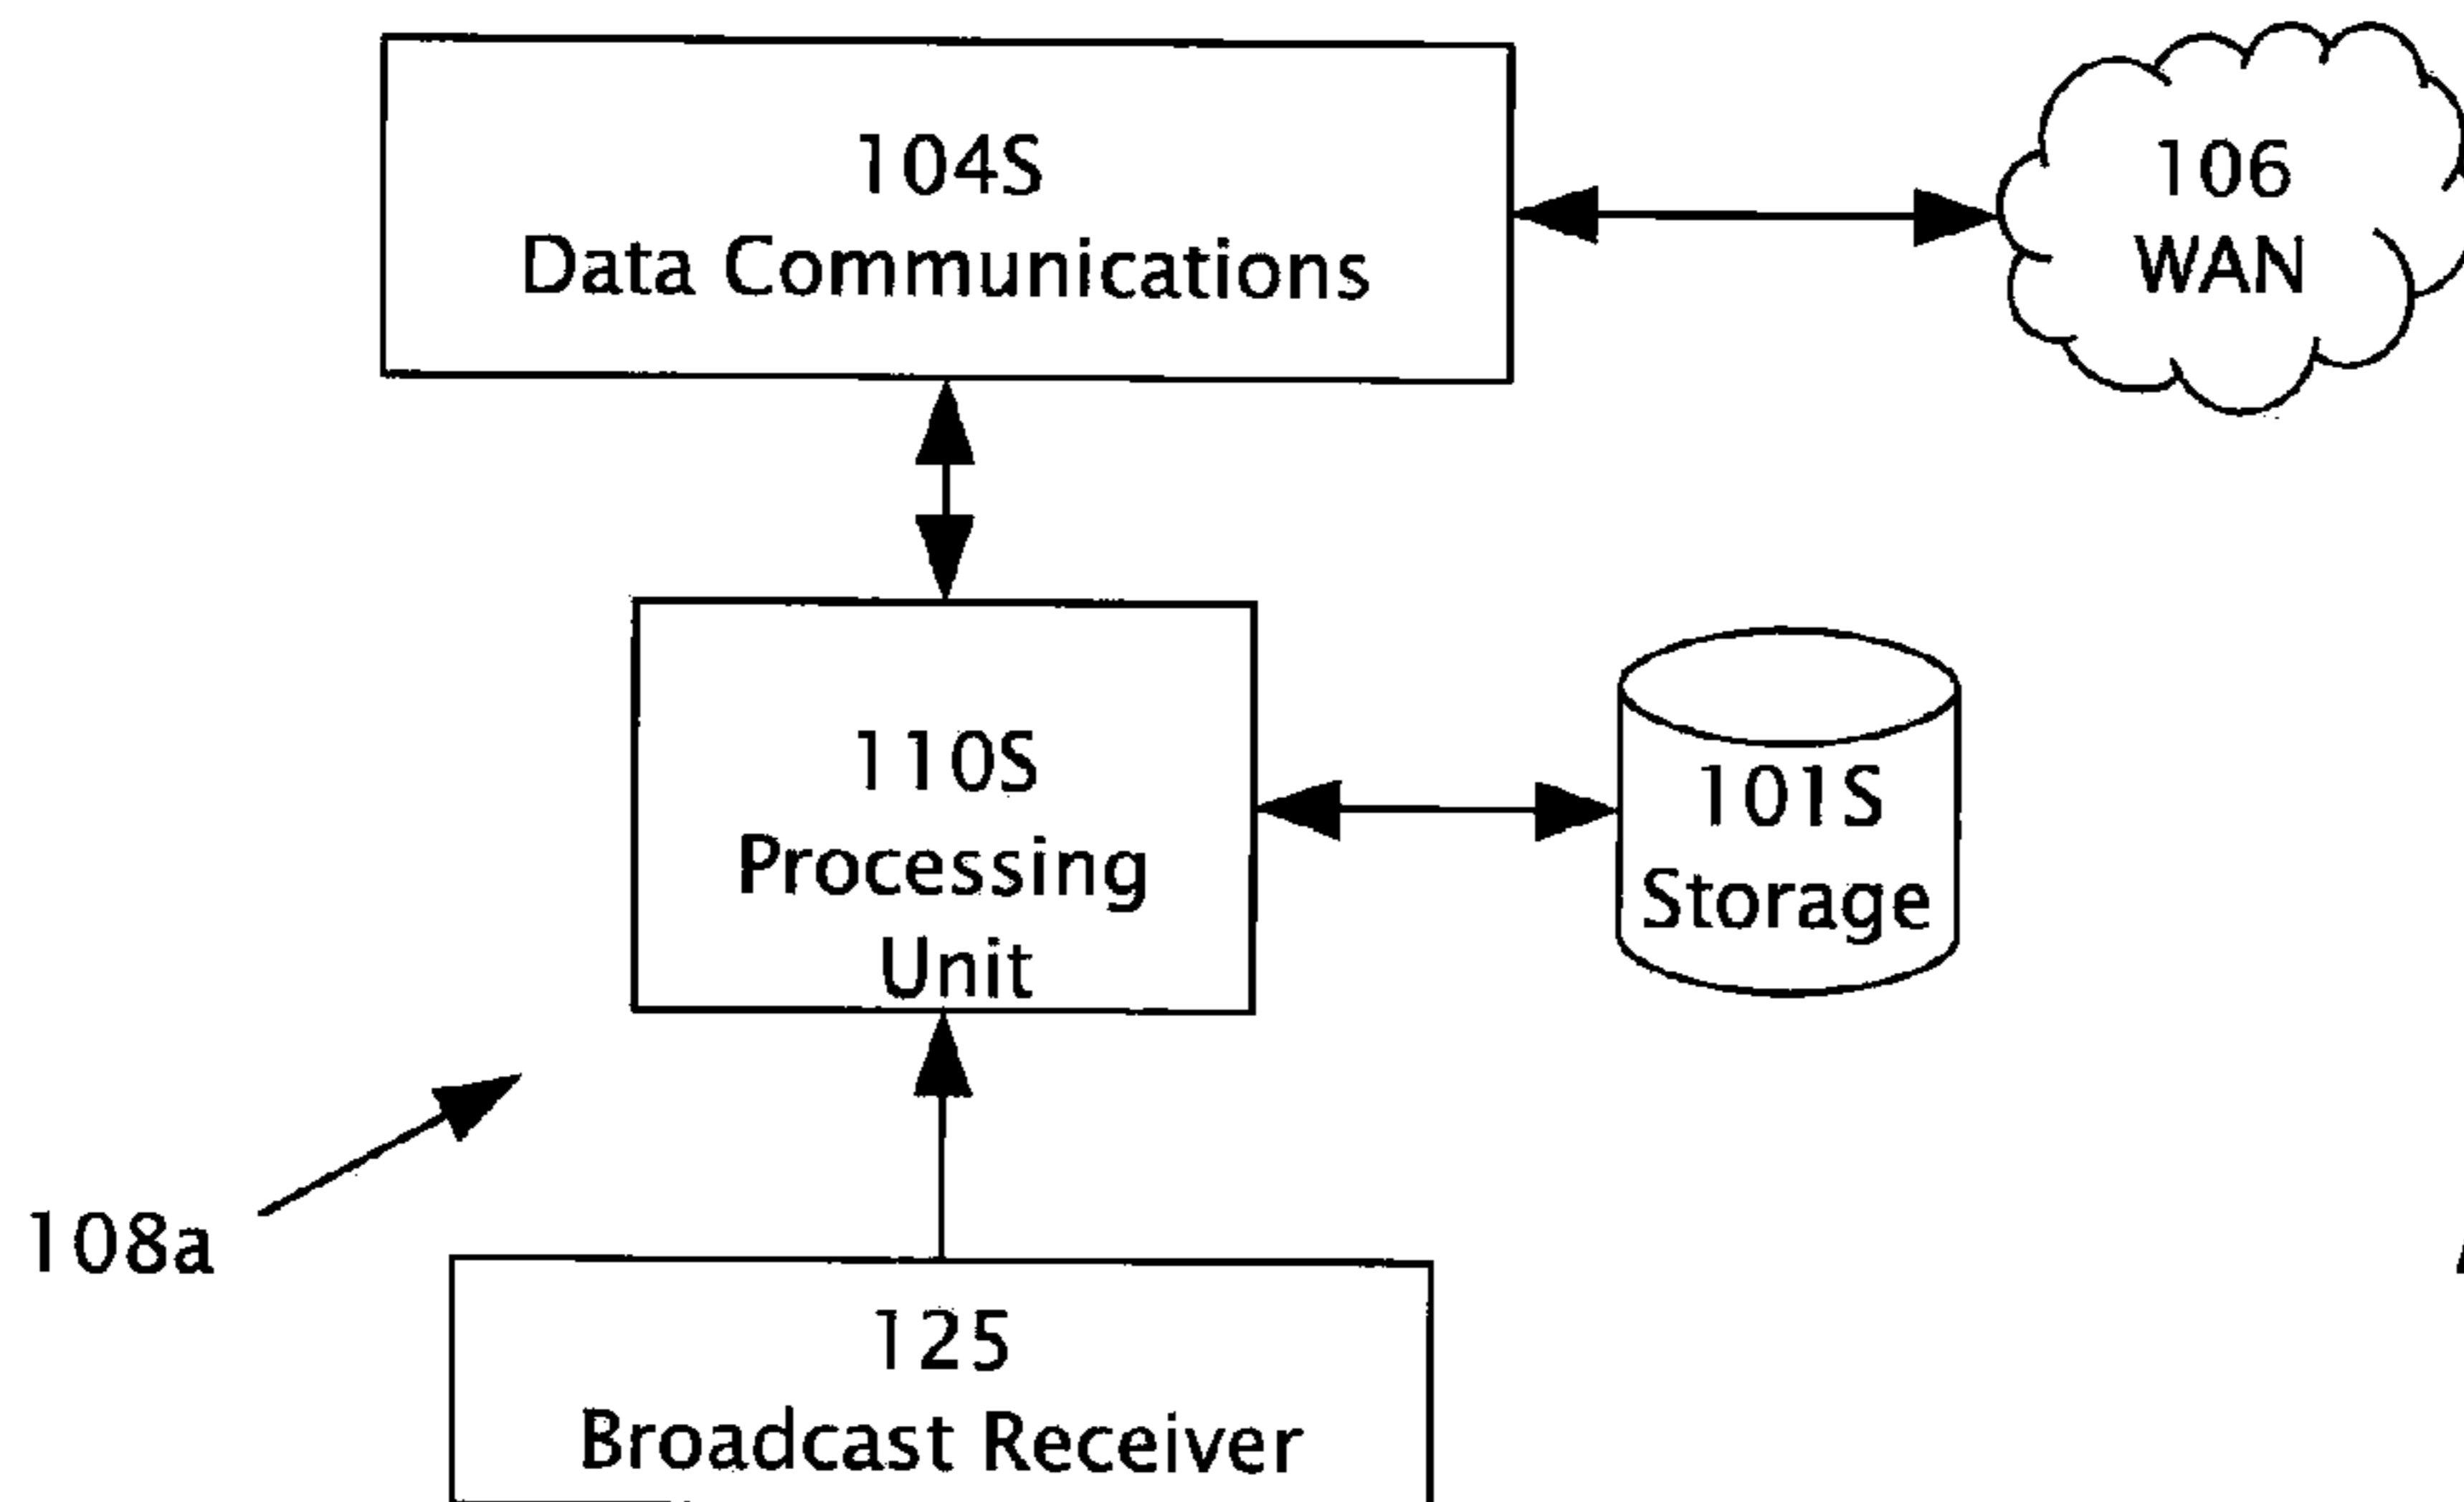 104S
Data Communications
106
WAN
110S
Processing
Unit
101S
Storage
108a
125
Broadcast Receiver